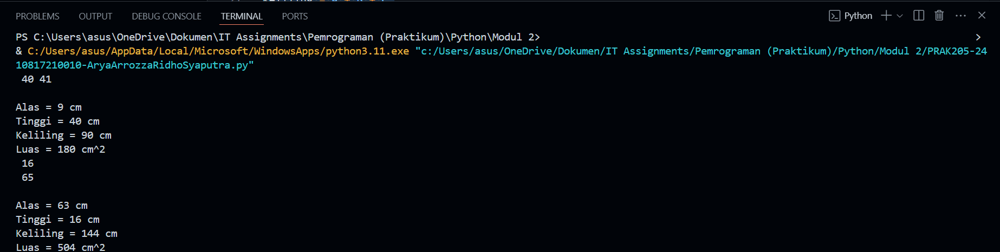 PROBLEMS OUTPUT DEBUG CONSOLE TERMINAL PORTS Python
PS C:\Users\asus\OneDrive\Dokumen\IT Assignments\Pemrograman (Praktikum)\Python\Modul 2> >
& C:/Users/asus/AppData/Local/Microsoft/WindowsApps/python3.11.exe "c:/Users/asus/OneDrive/Dokumen/IT Assignments/Pemrograman (Praktikum)/Python/Modul 2/PRAK205-24
10817210010-AryaArrozzaRidhoSyaputra.py"
40 41
Alas = 9 cm
Tinggi = 40 cm
Keliling = 90 cm
Luas = 180 cm^2
16
65
Alas = 63 cm
Tinggi = 16 cm
Keliling = 144 cm
Luas = 504 cm^2